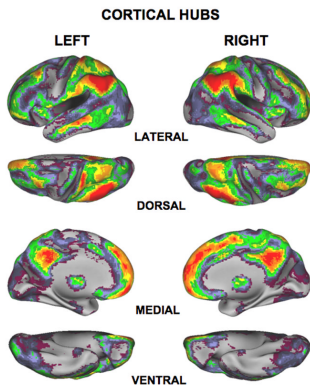 CORTICAL HUBS
LEFT RIGHT
LATERAL
DORSAL
MEDIAL
VENTRAL